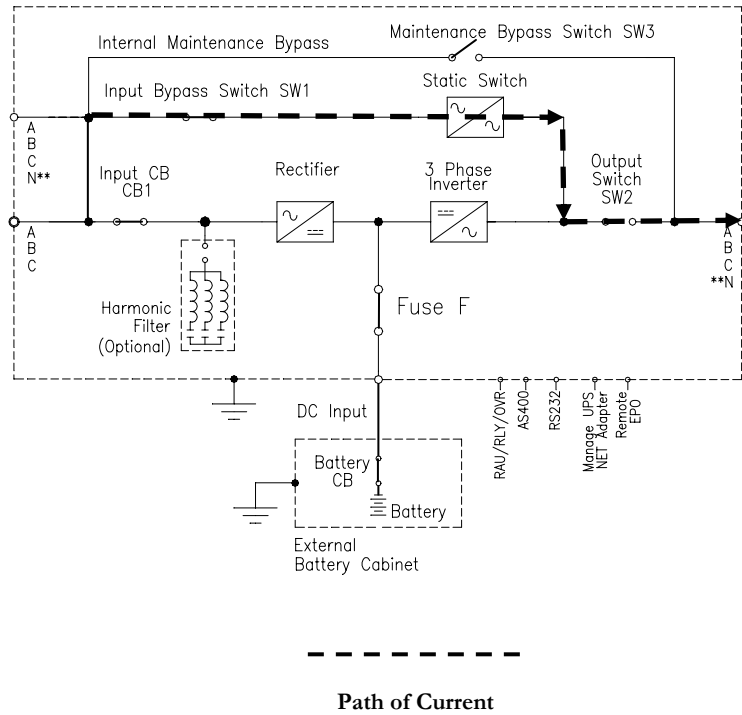 Internal Maintenance Bypass
Maintenance Bypass Switch SW3
Input Bypass Switch SW1
Static Switch
A
B
C
N**
Input CB
CB1
Rectifier
3 Phase
Inverter
Output
Switch
SW2
A
B
C
A
B
C
**N
Harmonic
Filter
(Optional)
Fuse F
DC Input
RAU/RLY/OVR
AS400
RS232
Manage UPS
NET Adapter
Remote
EPO
Battery
CB
Battery
External
Battery Cabinet
Path of Current